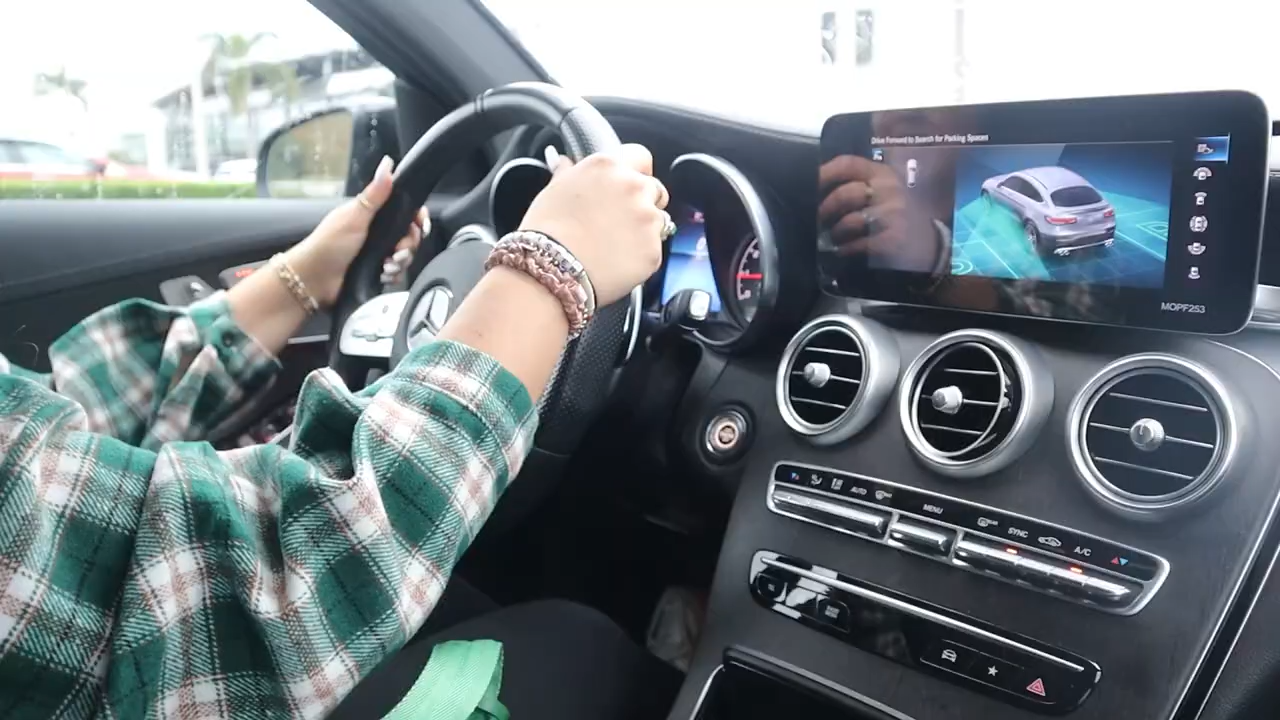 Drive Forward to Search for Parking Spaces
MOPF253
AUTO
MENU
SYNC
A/C